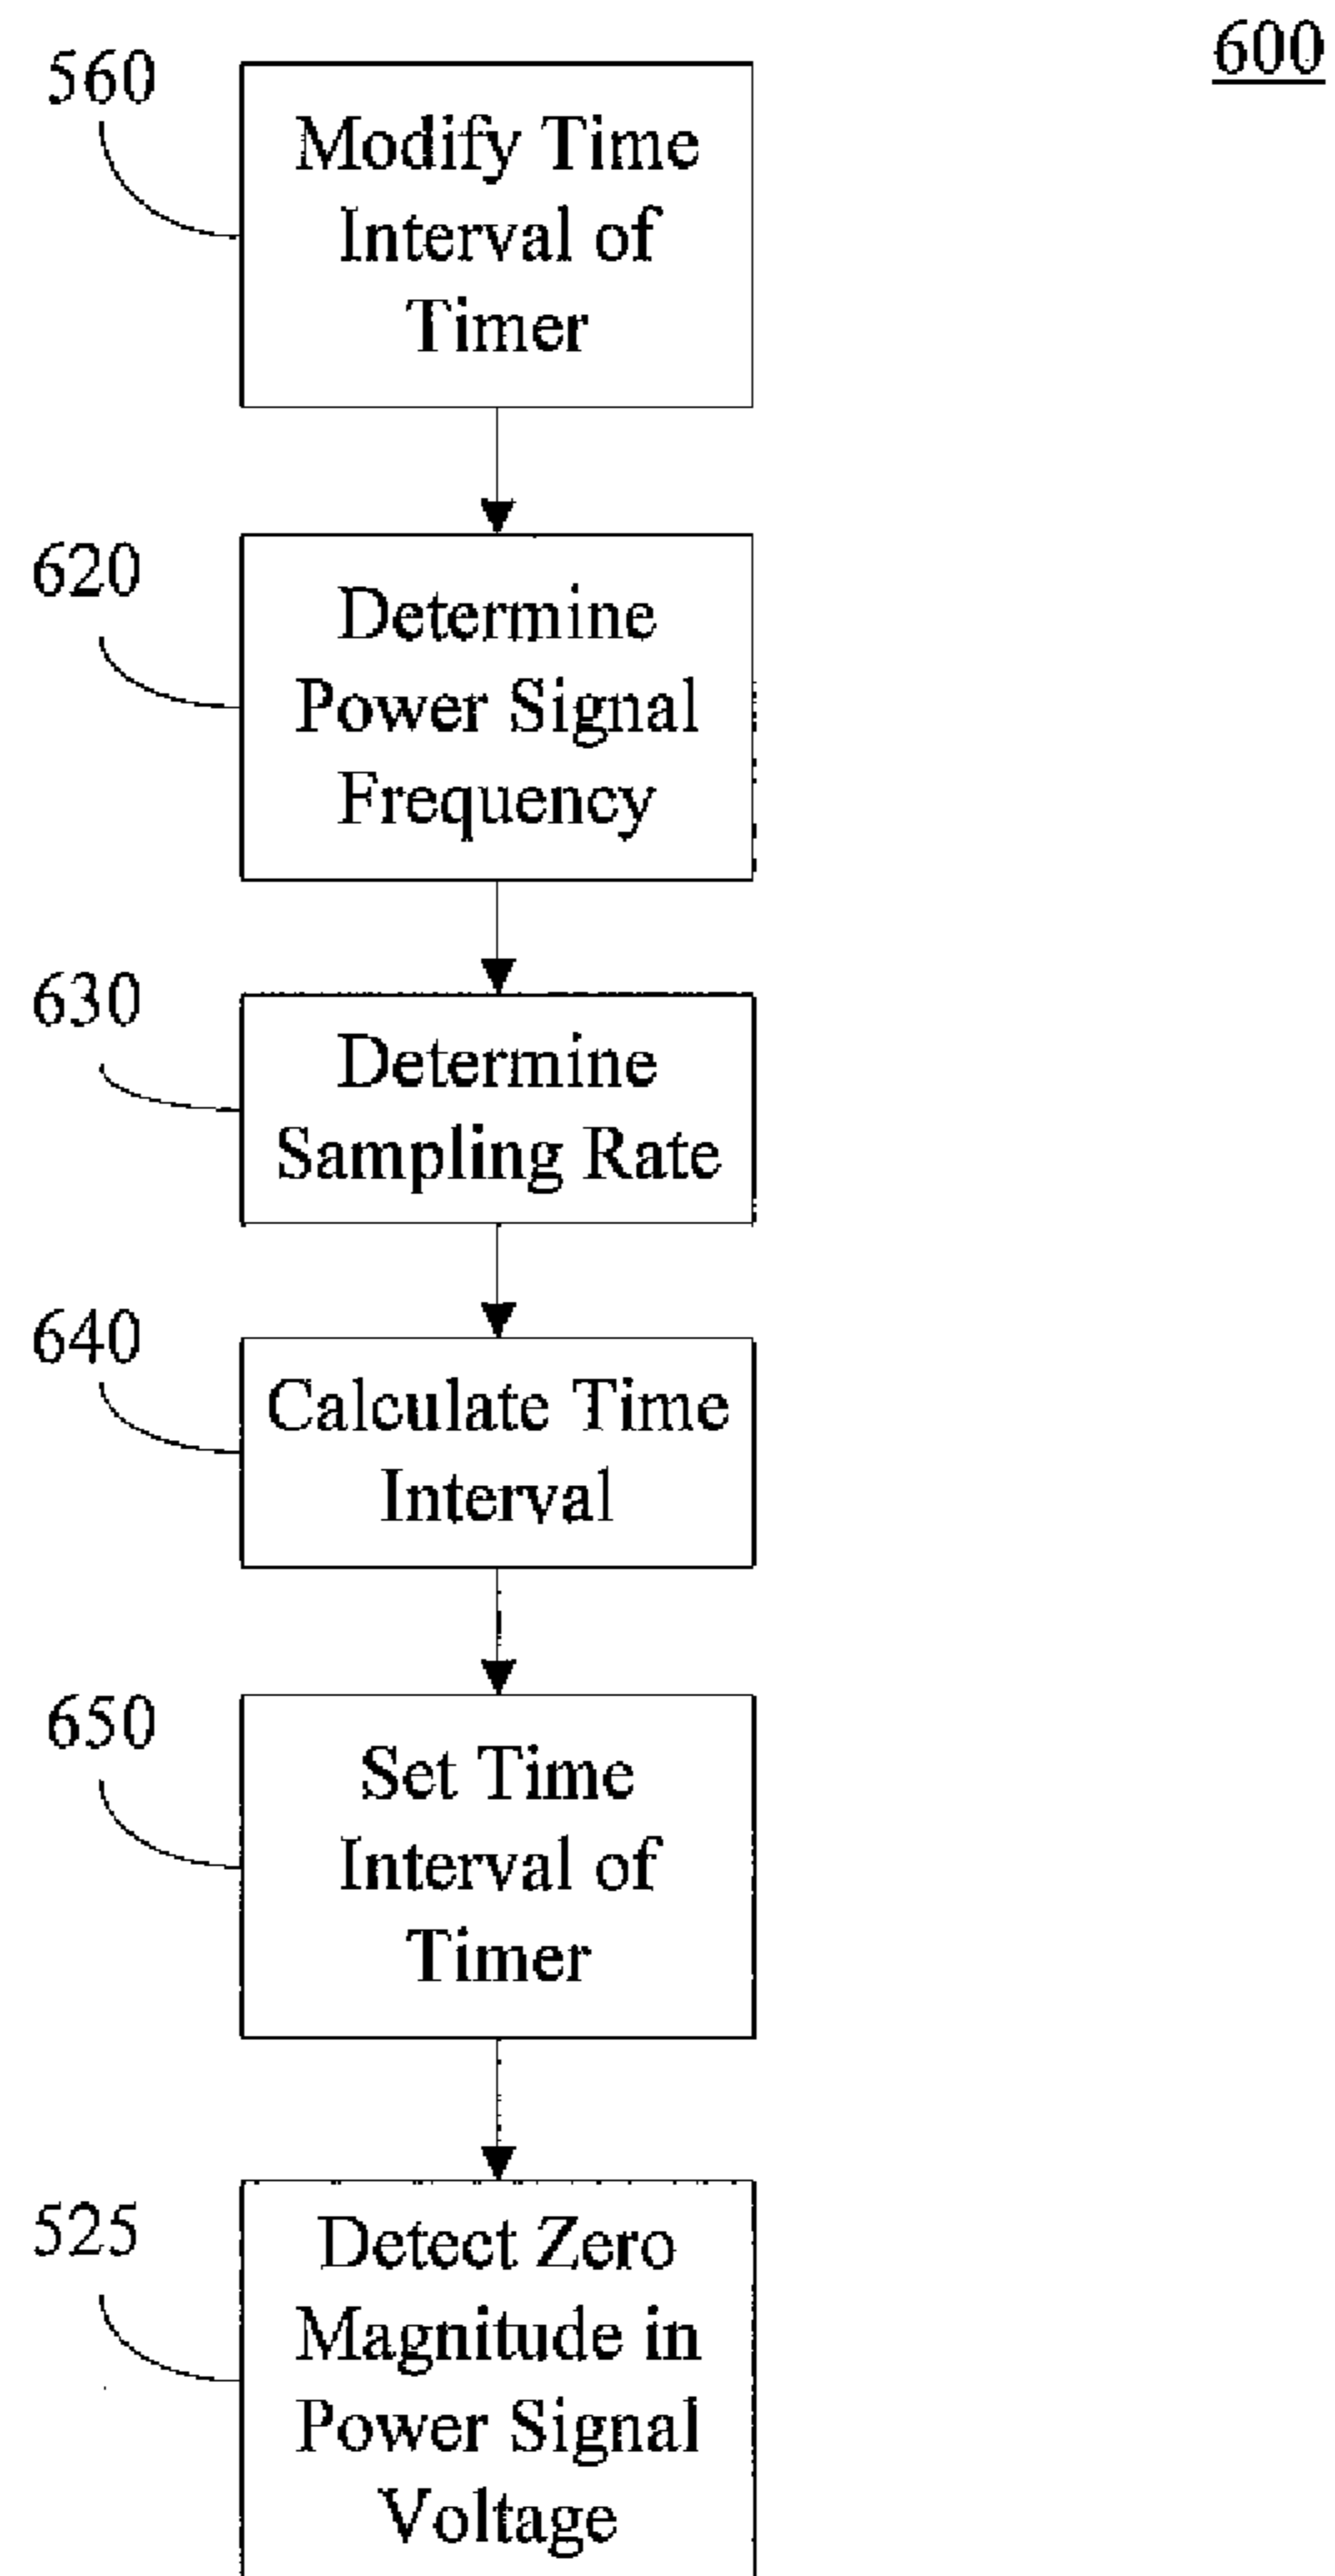 600
560
Modify Time
Interval of
Timer
620
Determine
Power Signal
Frequency
630
Determine
Sampling Rate
640
Calculate Time
Interval
650
Set Time
Interval of
Timer
525
Detect Zero
Magnitude in
Power Signal
Voltage